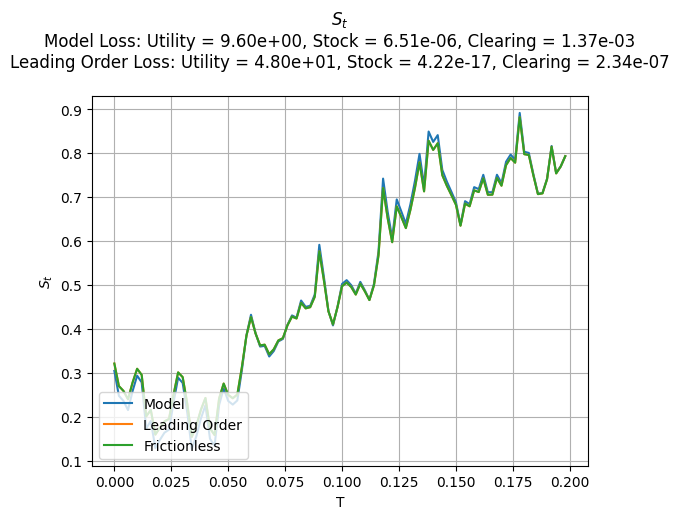 S_t
Model Loss: Utility = 9.60e+00, Stock = 6.51e-06, Clearing = 1.37e-03
Leading Order Loss: Utility = 4.80e+01, Stock = 4.22e-17, Clearing = 2.34e-07
0.9
0.8
0.7
0.6
0.5
0.4
0.3
0.2
0.1
S_t
Model
Leading Order
Frictionless
0.000 0.025 0.050 0.075 0.100 0.125 0.150 0.175 0.200
T